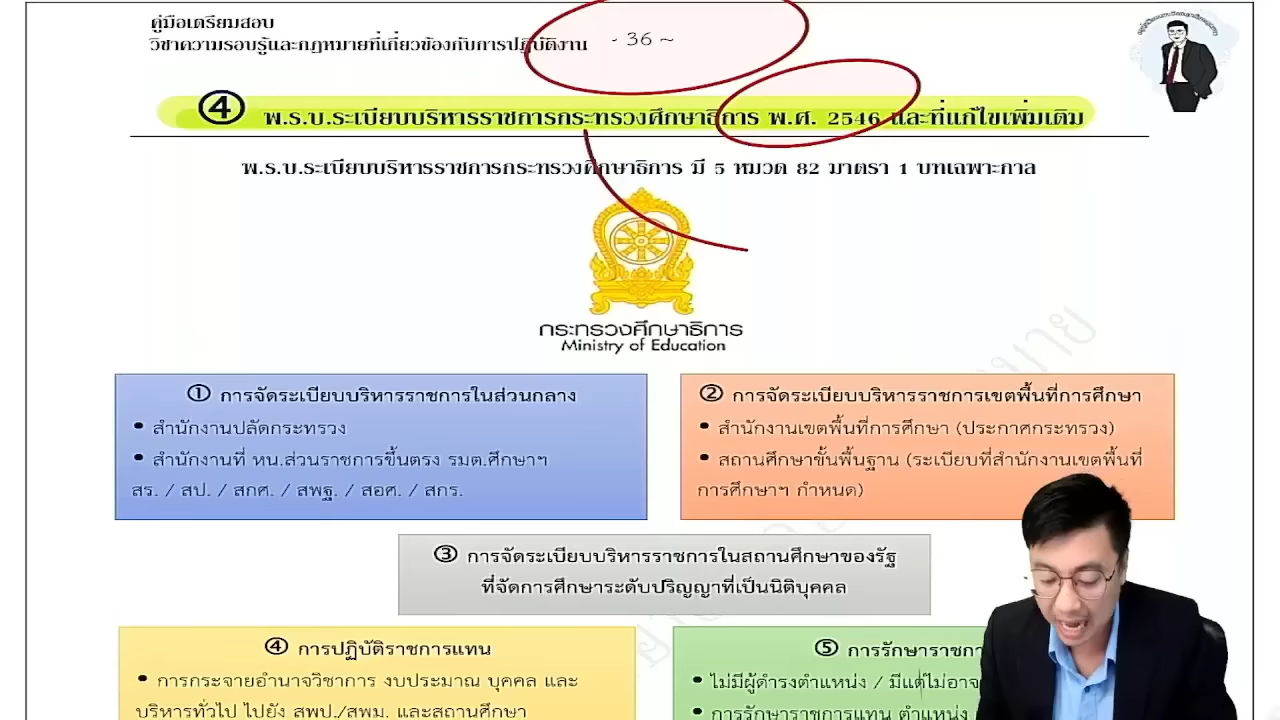 คู่มือเตรียมสอบ
วิชาความรอบรู้และกฎหมายที่เกี่ยวข้องกับการปฏิบัติงาน
- 36 ~
④ พ.ร.บ.ระเบียบบริหารราชการกระทรวงศึกษาธิการ พ.ศ. 2546 และที่แก้ไขเพิ่มเติม
พ.ร.บ.ระเบียบบริหารราชการกระทรวงศึกษาธิการ มี 5 หมวด 82 มาตรา 1 บทเฉพาะกาล
กระทรวงศึกษาธิการ
Ministry of Education
① การจัดระเบียบบริหารราชการในส่วนกลาง
• สำนักงานปลัดกระทรวง
• สำนักงานที่ หน.ส่วนราชการขึ้นตรง รมต.ศึกษาฯ
สร. / สป. / สกศ. / สพฐ. / สอศ. / สกร.
② การจัดระเบียบบริหารราชการเขตพื้นที่การศึกษา
• สำนักงานเขตพื้นที่การศึกษา (ประกาศกระทรวง)
• สถานศึกษาขั้นพื้นฐาน (ระเบียบที่สำนักงานเขตพื้นที่
การศึกษาฯ กำหนด)
③ การจัดระเบียบบริหารราชการในสถานศึกษาของรัฐ
ที่จัดการศึกษาระดับปริญญาที่เป็นนิติบุคคล
④ การปฏิบัติราชการแทน
• การกระจายอำนาจวิชาการ งบประมาณ บุคคล และ
บริหารทั่วไป ไปยัง สพป./สพม. และสถานศึกษา
⑤ การรักษาราชกา
• ไม่มีผู้ดำรงตำแหน่ง / มีแต่ไม่อาจ
• การรักษาราชการแทน ตำแหน่ง